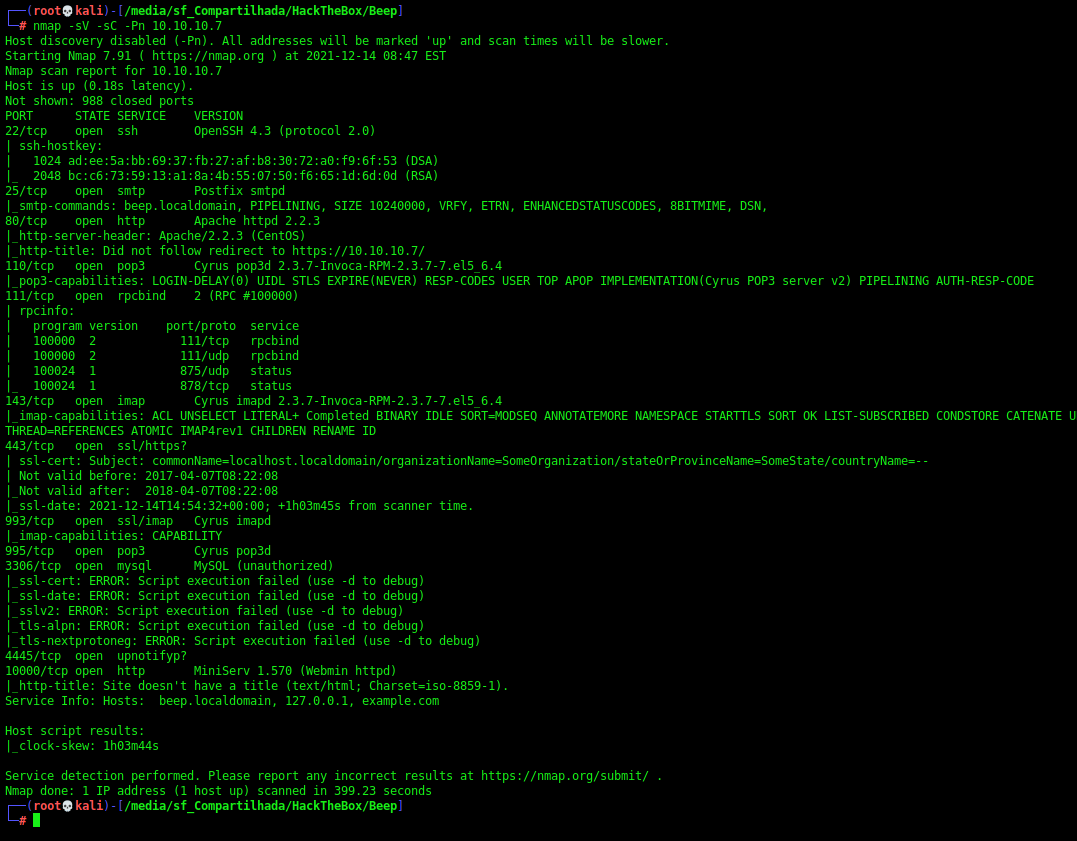 ┌──(root💀kali)-[/media/sf_Compartilhada/HackTheBox/Beep]
└─# nmap -sV -sC -Pn 10.10.10.7
Host discovery disabled (-Pn). All addresses will be marked 'up' and scan times will be slower.
Starting Nmap 7.91 ( https://nmap.org ) at 2021-12-14 08:47 EST
Nmap scan report for 10.10.10.7
Host is up (0.18s latency).
Not shown: 988 closed ports
PORT      STATE SERVICE    VERSION
22/tcp    open  ssh        OpenSSH 4.3 (protocol 2.0)
| ssh-hostkey:
|   1024 ad:ee:5a:bb:69:37:fb:27:af:b8:30:72:a0:f9:6f:53 (DSA)
|_  2048 bc:c6:73:59:13:a1:8a:4b:55:07:50:f6:65:1d:6d:0d (RSA)
25/tcp    open  smtp       Postfix smtpd
|_smtp-commands: beep.localdomain, PIPELINING, SIZE 10240000, VRFY, ETRN, ENHANCEDSTATUSCODES, 8BITMIME, DSN,
80/tcp    open  http       Apache httpd 2.2.3
|_http-server-header: Apache/2.2.3 (CentOS)
|_http-title: Did not follow redirect to https://10.10.10.7/
110/tcp   open  pop3       Cyrus pop3d 2.3.7-Invoca-RPM-2.3.7-7.el5_6.4
|_pop3-capabilities: LOGIN-DELAY(0) UIDL STLS EXPIRE(NEVER) RESP-CODES USER TOP APOP IMPLEMENTATION(Cyrus POP3 server v2) PIPELINING AUTH-RESP-CODE
111/tcp   open  rpcbind    2 (RPC #100000)
| rpcinfo:
|   program version    port/proto  service
|   100000  2            111/tcp   rpcbind
|   100000  2            111/udp   rpcbind
|   100024  1            875/udp   status
|_  100024  1            878/tcp   status
143/tcp   open  imap       Cyrus imapd 2.3.7-Invoca-RPM-2.3.7-7.el5_6.4
|_imap-capabilities: ACL UNSELECT LITERAL+ Completed BINARY IDLE SORT=MODSEQ ANNOTATEMORE NAMESPACE STARTTLS SORT OK LIST-SUBSCRIBED CONDSTORE CATENATE U
THREAD=REFERENCES ATOMIC IMAP4rev1 CHILDREN RENAME ID
443/tcp   open  ssl/https?
| ssl-cert: Subject: commonName=localhost.localdomain/organizationName=SomeOrganization/stateOrProvinceName=SomeState/countryName=--
| Not valid before: 2017-04-07T08:22:08
|_Not valid after:  2018-04-07T08:22:08
|_ssl-date: 2021-12-14T14:54:32+00:00; +1h03m45s from scanner time.
993/tcp   open  ssl/imap   Cyrus imapd
|_imap-capabilities: CAPABILITY
995/tcp   open  pop3       Cyrus pop3d
3306/tcp  open  mysql      MySQL (unauthorized)
|_ssl-cert: ERROR: Script execution failed (use -d to debug)
|_ssl-date: ERROR: Script execution failed (use -d to debug)
|_sslv2: ERROR: Script execution failed (use -d to debug)
|_tls-alpn: ERROR: Script execution failed (use -d to debug)
|_tls-nextprotoneg: ERROR: Script execution failed (use -d to debug)
4445/tcp  open  upnotifyp?
10000/tcp open  http       MiniServ 1.570 (Webmin httpd)
|_http-title: Site doesn't have a title (text/html; Charset=iso-8859-1).
Service Info: Hosts:  beep.localdomain, 127.0.0.1, example.com
Host script results:
|_clock-skew: 1h03m44s
Service detection performed. Please report any incorrect results at https://nmap.org/submit/ .
Nmap done: 1 IP address (1 host up) scanned in 399.23 seconds
┌──(root💀kali)-[/media/sf_Compartilhada/HackTheBox/Beep]
└─#